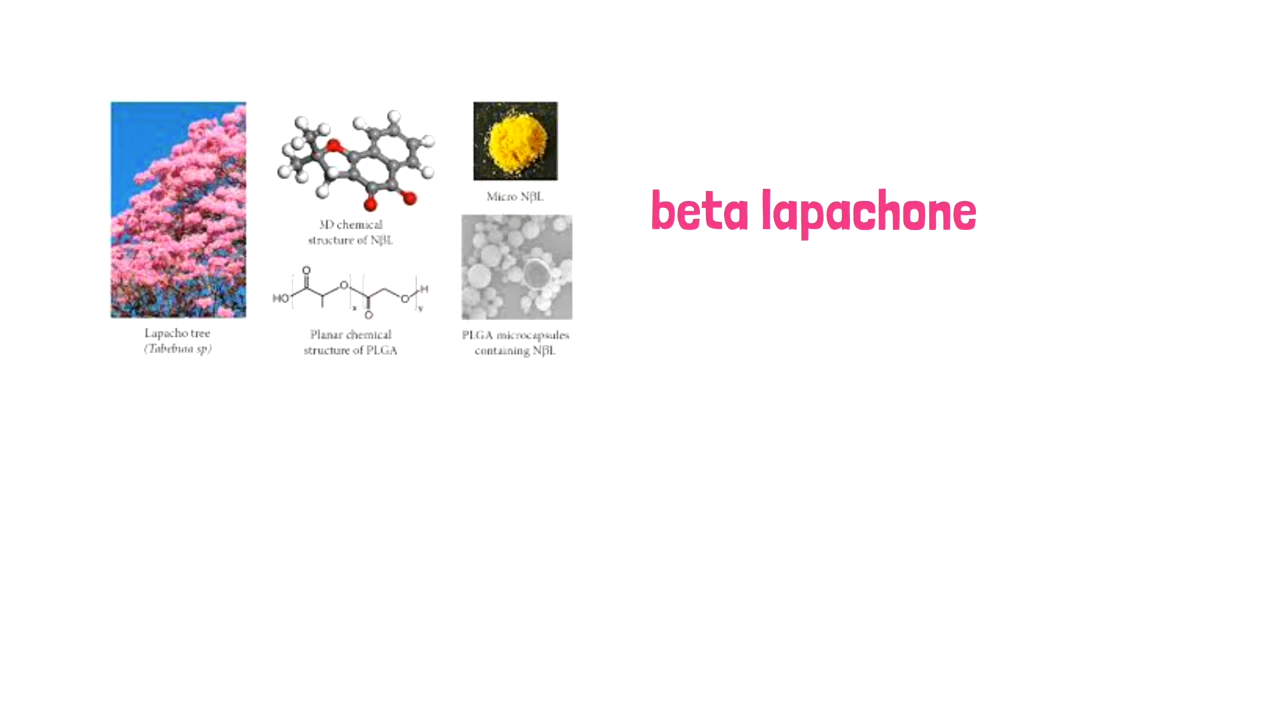 Lapacho tree
(Tabebuia sp)
3D chemical
structure of NβL
O
HO
O
x
O
O
H
y
Planar chemical
structure of PLGA
Micro NβL
PLGA microcapsules
containing NβL
beta lapachone